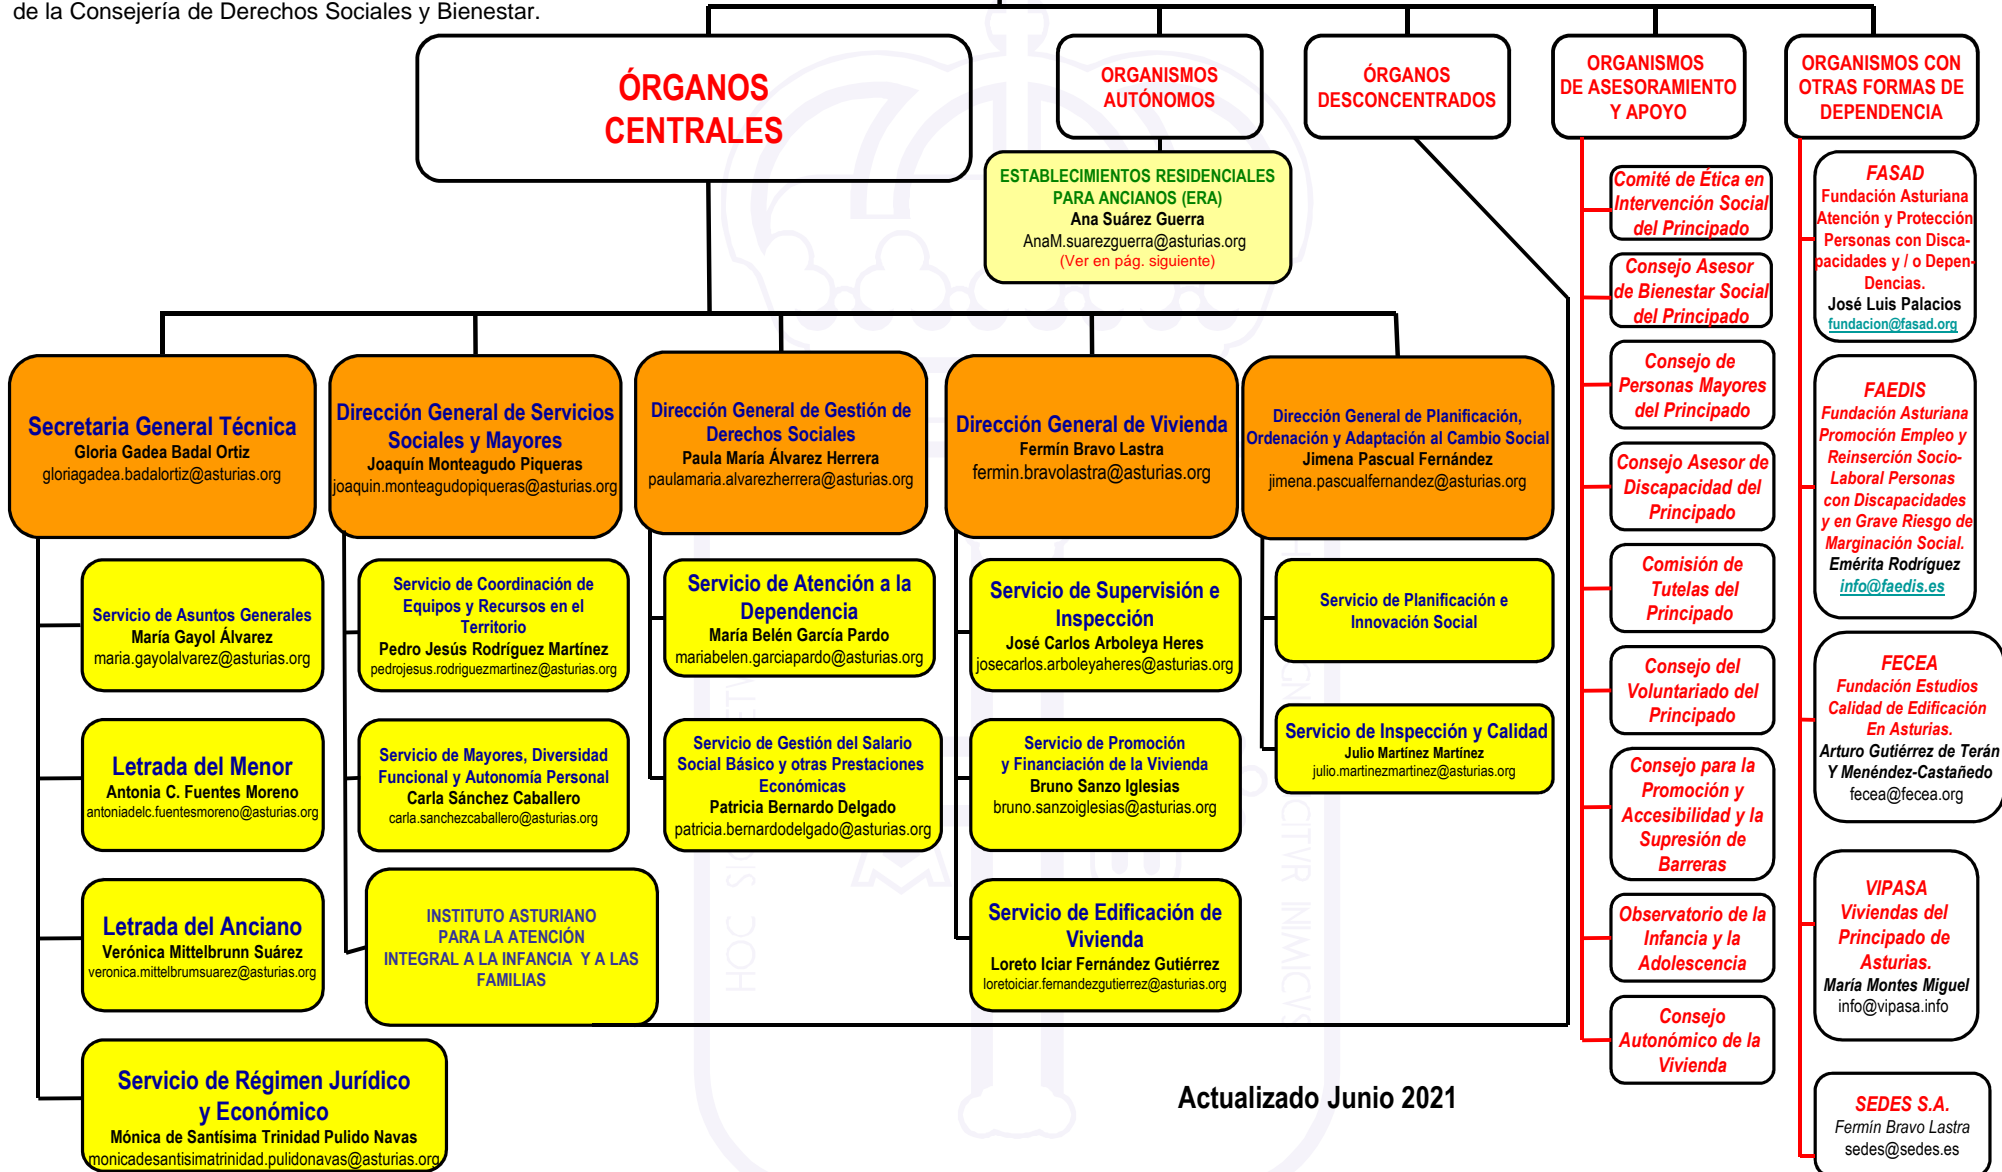 de la Consejería de Derechos Sociales y Bienestar.
ÓRGANOS
CENTRALES
ORGANISMOS
AUTÓNOMOS
ÓRGANOS
DESCONCENTRADOS
ORGANISMOS
DE ASESORAMIENTO
Y APOYO
ORGANISMOS CON
OTRAS FORMAS DE
DEPENDENCIA
ESTABLECIMIENTOS RESIDENCIALES
PARA ANCIANOS (ERA)
Ana Suárez Guerra
AnaM.suarezguerra@asturias.org
(Ver en pág. siguiente)
Secretaria General Técnica
Gloria Gadea Badal Ortiz
gloriagadea.badalortiz@asturias.org
Servicio de Asuntos Generales
María Gayol Álvarez
maria.gayolalvarez@asturias.org
Letrada del Menor
Antonia C. Fuentes Moreno
antoniadelc.fuentesmoreno@asturias.org
Letrada del Anciano
Verónica Mittelbrunn Suárez
veronica.mittelbrumsuarez@asturias.org
Servicio de Régimen Jurídico
y Económico
Mónica de Santísima Trinidad Pulido Navas
monicadesantisimatrinidad.pulidonavas@asturias.org
Dirección General de Servicios
Sociales y Mayores
Joaquín Monteagudo Piqueras
joaquin.monteagudopiqueras@asturias.org
Servicio de Coordinación de
Equipos y Recursos en el
Territorio
Pedro Jesús Rodríguez Martínez
pedrojesus.rodriguezmartinez@asturias.org
Servicio de Mayores, Diversidad
Funcional y Autonomía Personal
Carla Sánchez Caballero
carla.sanchezcaballero@asturias.org
INSTITUTO ASTURIANO
PARA LA ATENCIÓN
INTEGRAL A LA INFANCIA Y A LAS
FAMILIAS
Dirección General de Gestión de
Derechos Sociales
Paula María Álvarez Herrera
paulamaria.alvarezherrera@asturias.org
Servicio de Atención a la
Dependencia
María Belén García Pardo
mariabelen.garciapardo@asturias.org
Servicio de Gestión del Salario
Social Básico y otras Prestaciones
Económicas
Patricia Bernardo Delgado
patricia.bernardodelgado@asturias.org
Dirección General de Vivienda
Fermín Bravo Lastra
fermin.bravolastra@asturias.org
Servicio de Supervisión e
Inspección
José Carlos Arboleya Heres
josecarlos.arboleyaheres@asturias.org
Servicio de Promoción
y Financiación de la Vivienda
Bruno Sanzo Iglesias
bruno.sanzoiglesias@asturias.org
Servicio de Edificación de
Vivienda
Loreto Iciar Fernández Gutiérrez
loretoiciar.fernandezgutierrez@asturias.org
Dirección General de Planificación,
Ordenación y Adaptación al Cambio Social
Jimena Pascual Fernández
jimena.pascualfernandez@asturias.org
Servicio de Planificación e
Innovación Social
Servicio de Inspección y Calidad
Julio Martínez Martínez
julio.martinezmartinez@asturias.org
Comité de Ética en
Intervención Social
del Principado
Consejo Asesor
de Bienestar Social
del Principado
Consejo de
Personas Mayores
del Principado
Consejo Asesor de
Discapacidad del
Principado
Comisión de
Tutelas del
Principado
Consejo del
Voluntariado del
Principado
Consejo para la
Promoción y
Accesibilidad y la
Supresión de
Barreras
Observatorio de la
Infancia y la
Adolescencia
Consejo
Autonómico de la
Vivienda
FASAD
Fundación Asturiana
Atención y Protección
Personas con Disca-
pacidades y / o Depen-
Dencias.
José Luis Palacios
fundacion@fasad.org
FAEDIS
Fundación Asturiana
Promoción Empleo y
Reinserción Socio-
Laboral Personas
con Discapacidades
y en Grave Riesgo de
Marginación Social.
Emérita Rodríguez
info@faedis.es
FECEA
Fundación Estudios
Calidad de Edificación
En Asturias.
Arturo Gutiérrez de Terán
Y Menéndez-Castañedo
fecea@fecea.org
VIPASA
Viviendas del
Principado de
Asturias.
María Montes Miguel
info@vipasa.info
SEDES S.A.
Fermín Bravo Lastra
sedes@sedes.es
Actualizado Junio 2021